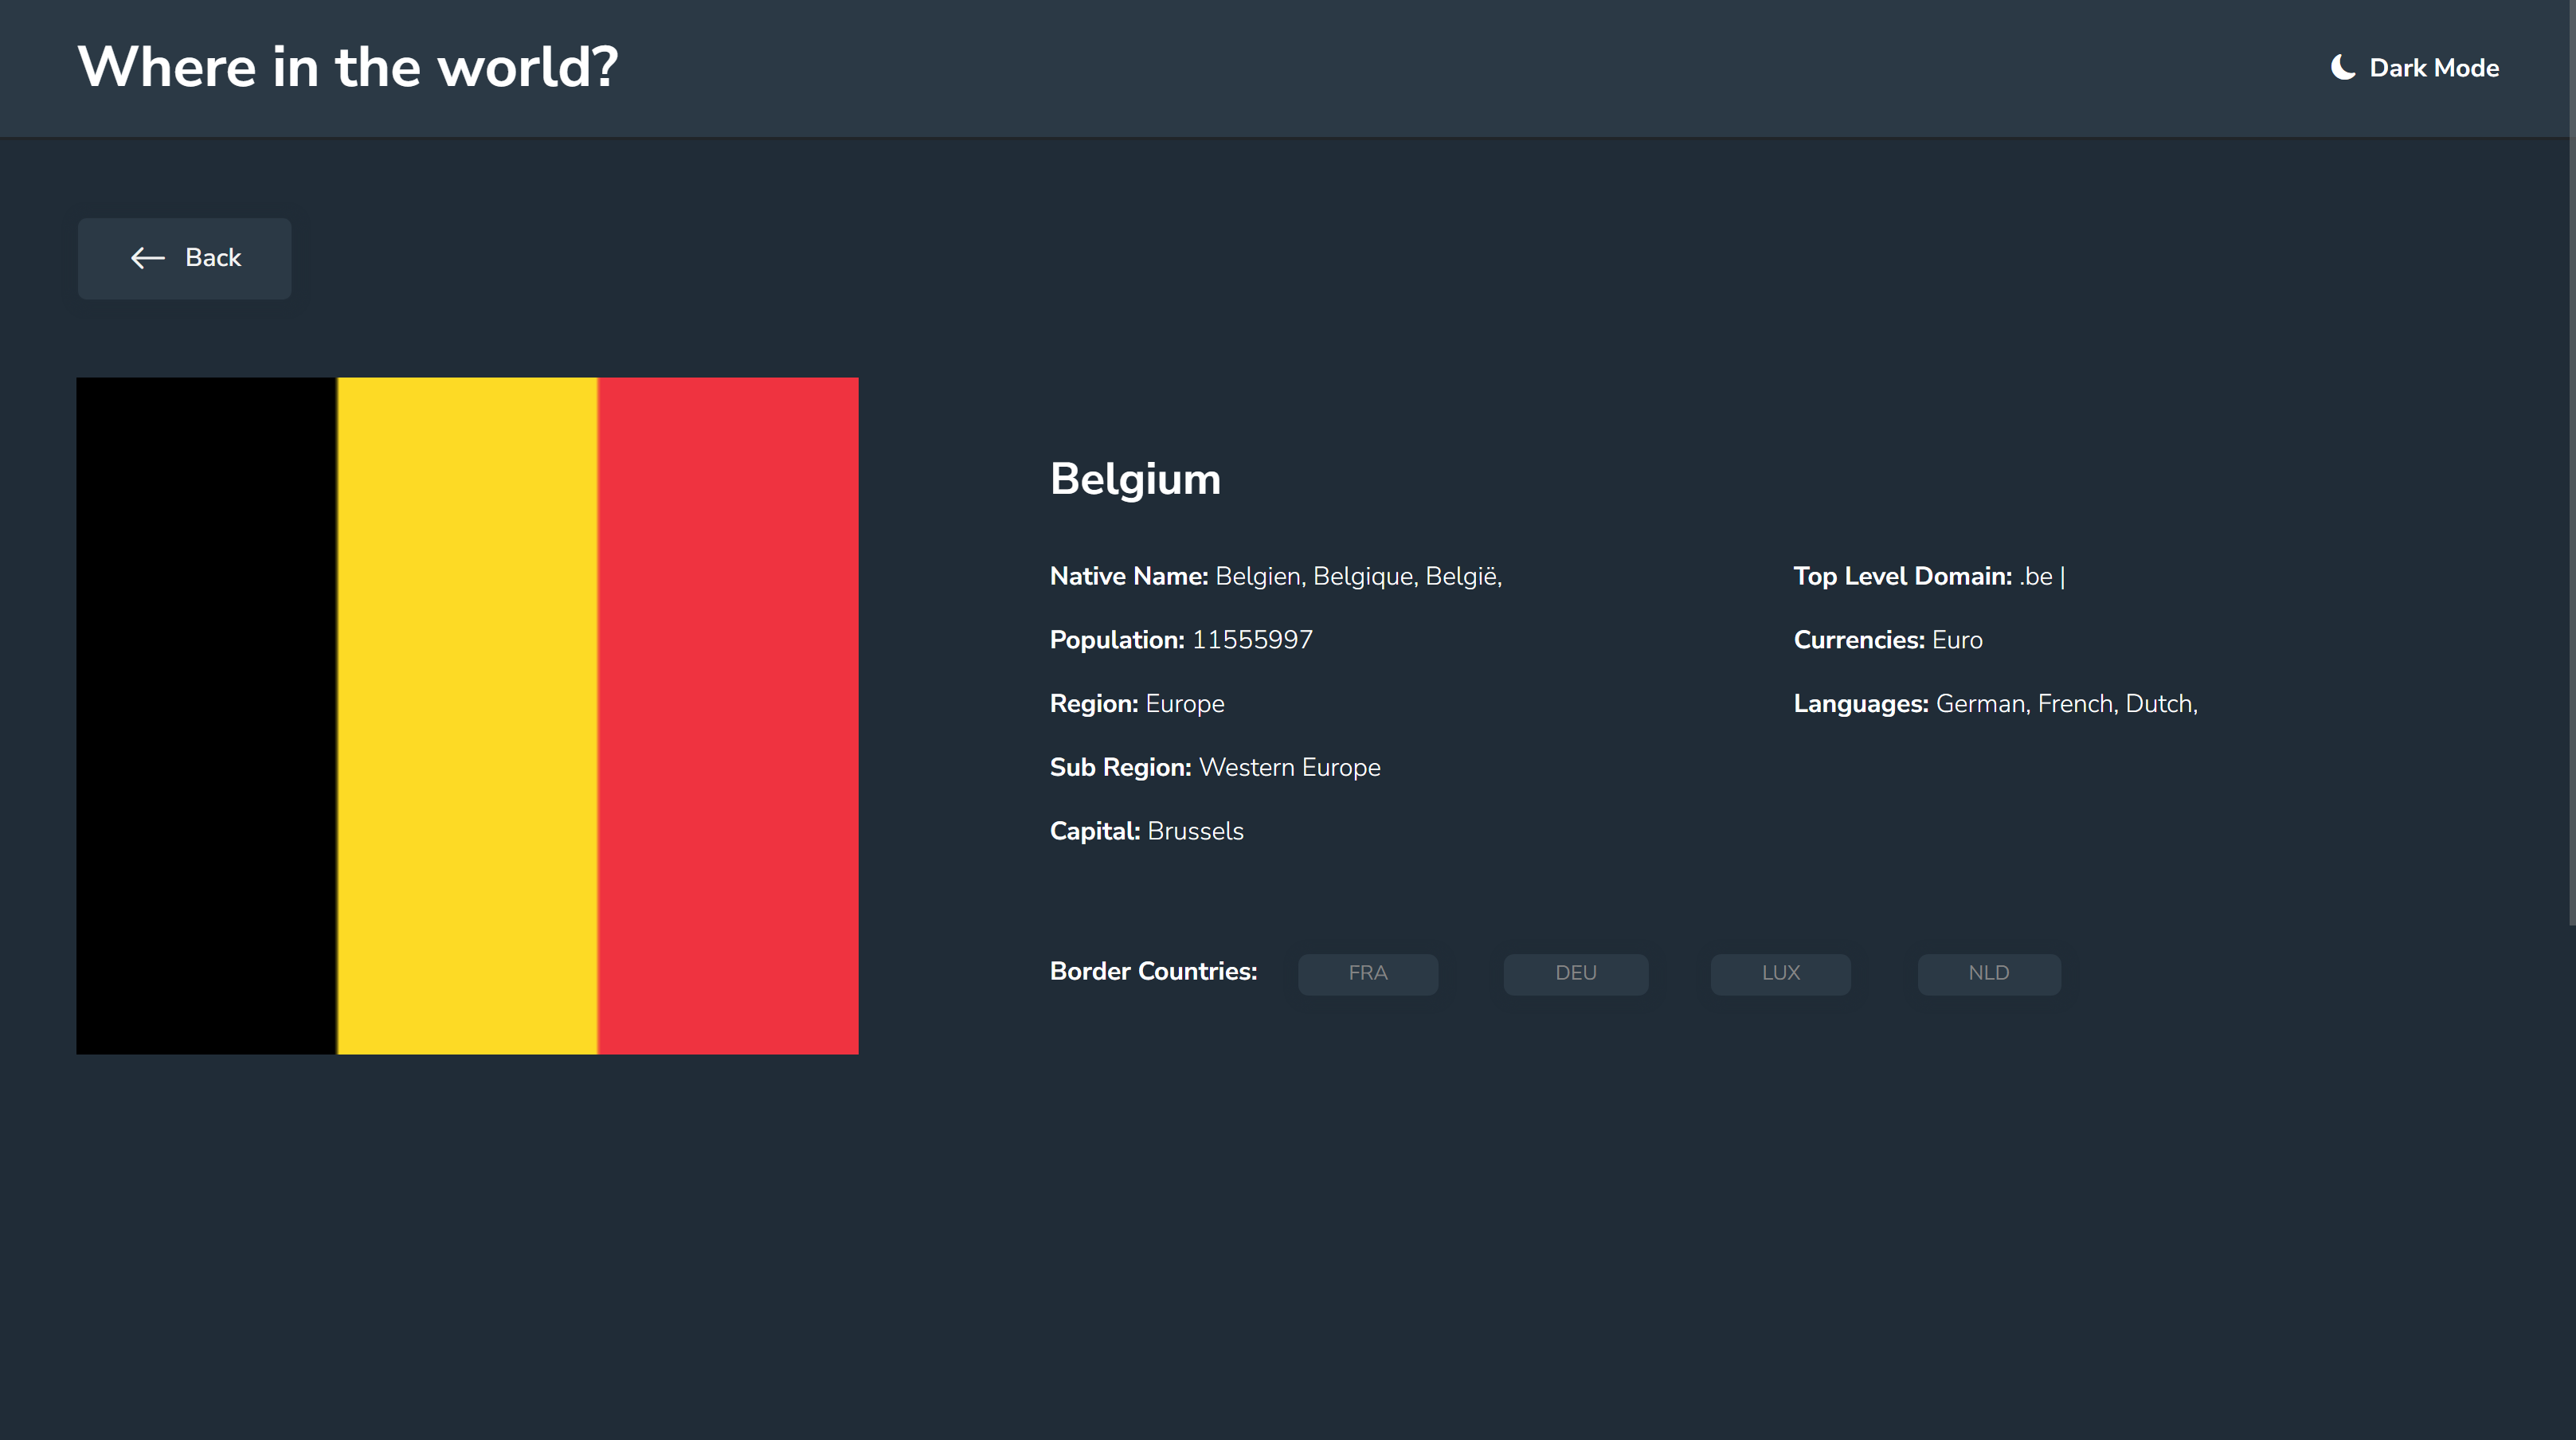 Where in the world?
Dark Mode
Back
Belgium
Native Name: Belgien, Belgique, België,
Population: 11555997
Region: Europe
Sub Region: Western Europe
Capital: Brussels
Top Level Domain: .be |
Currencies: Euro
Languages: German, French, Dutch,
Border Countries: FRA DEU LUX NLD